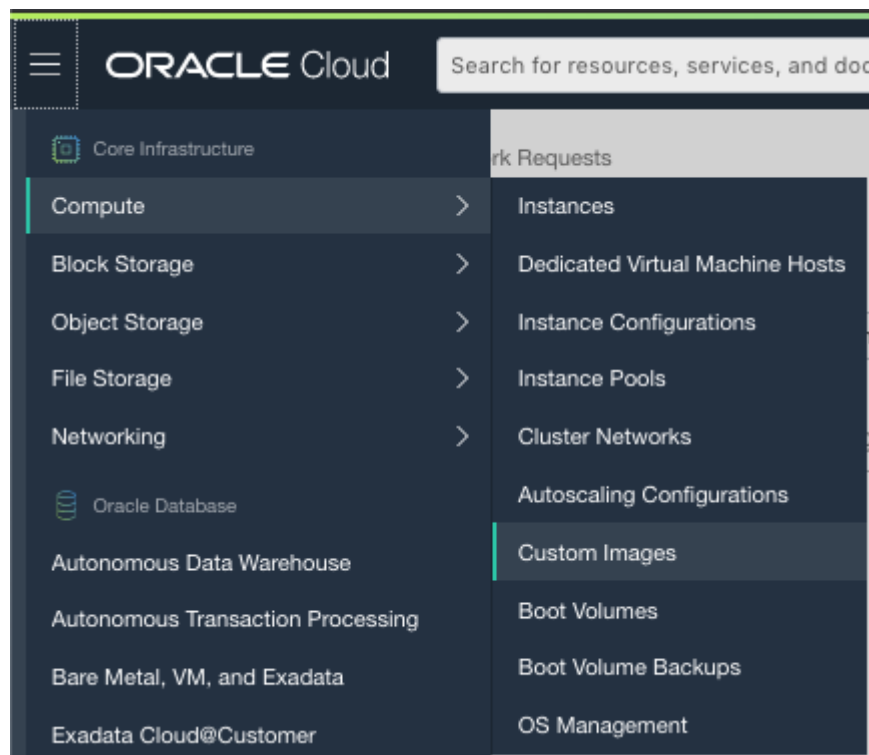 ORACLE Cloud
Search for resources, services, and doc
Core Infrastructure
rk Requests
Compute
Block Storage
Object Storage
File Storage
Networking
Oracle Database
Autonomous Data Warehouse
Autonomous Transaction Processing
Bare Metal, VM, and Exadata
Exadata Cloud@Customer
Instances
Dedicated Virtual Machine Hosts
Instance Configurations
Instance Pools
Cluster Networks
Autoscaling Configurations
Custom Images
Boot Volumes
Boot Volume Backups
OS Management